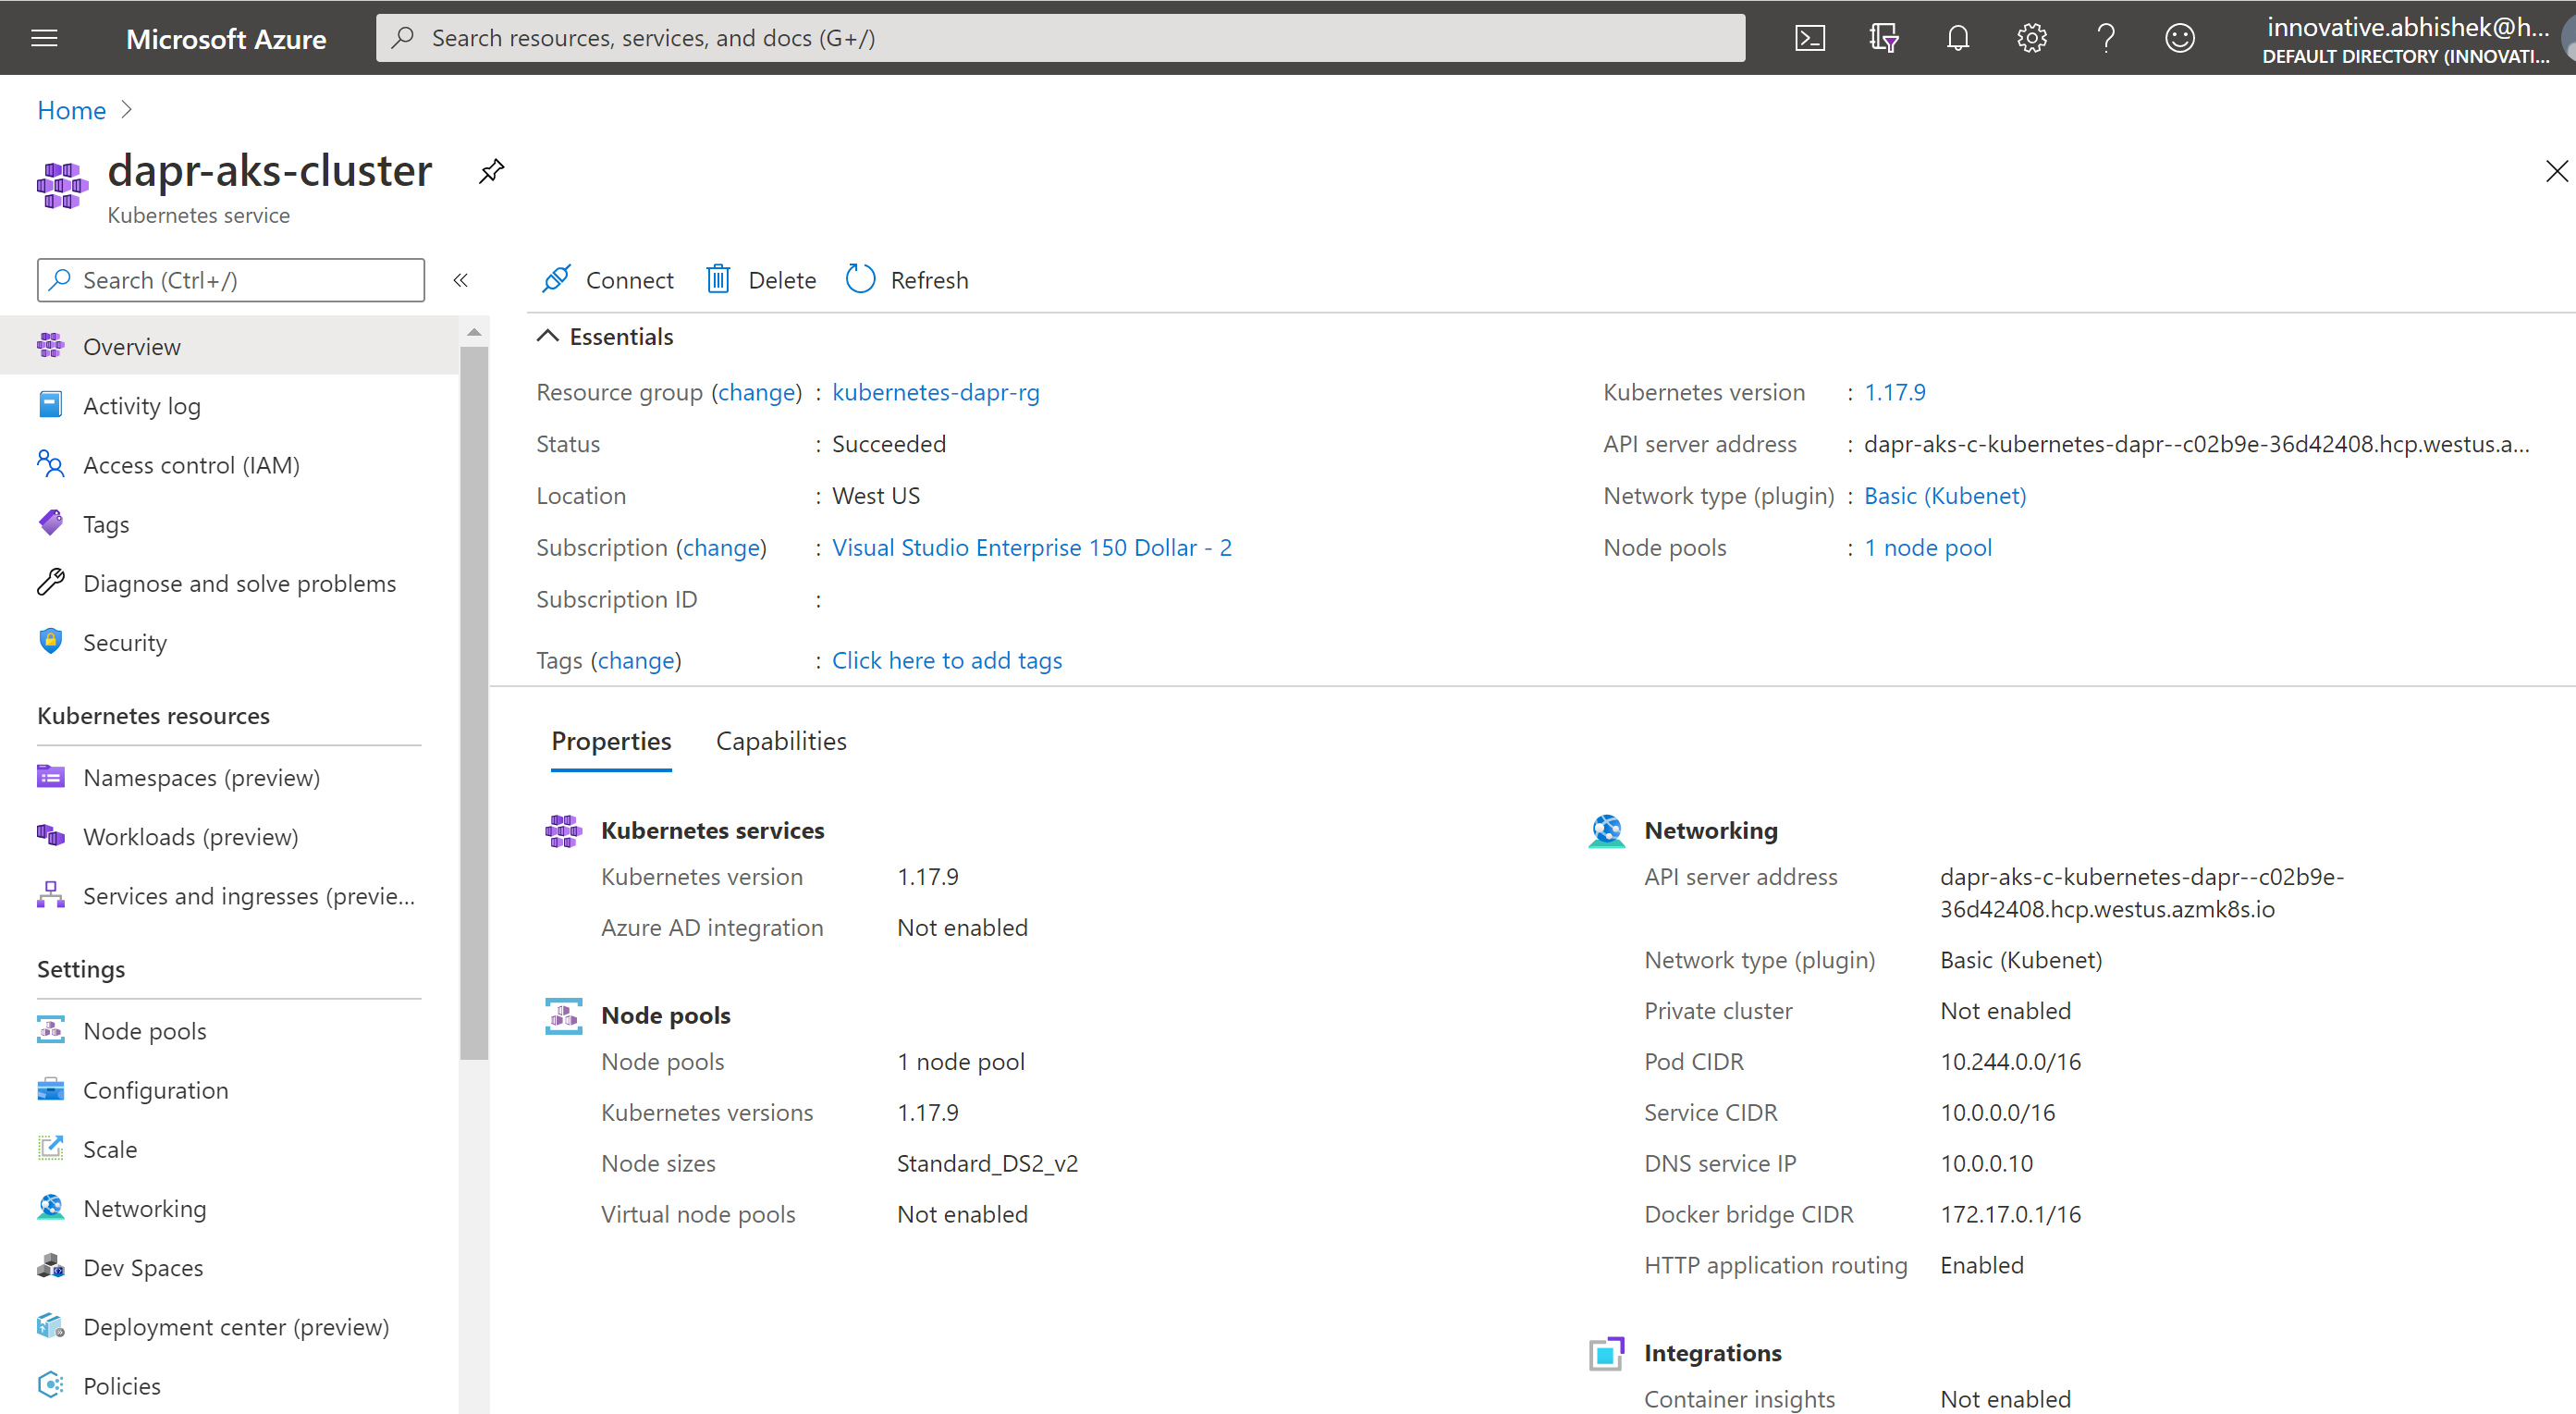 Microsoft Azure
Search resources, services, and docs (G+/)
innovative.abhishek@h...
DEFAULT DIRECTORY (INNOVATI...
Home
dapr-aks-cluster
Kubernetes service
Search (Ctrl+/)
Overview
Activity log
Access control (IAM)
Tags
Diagnose and solve problems
Security
Kubernetes resources
Namespaces (preview)
Workloads (preview)
Services and ingresses (previe...
Settings
Node pools
Configuration
Scale
Networking
Dev Spaces
Deployment center (preview)
Policies
Connect
Delete
Refresh
Essentials
Resource group (change) : kubernetes-dapr-rg
Status : Succeeded
Location : West US
Subscription (change) : Visual Studio Enterprise 150 Dollar - 2
Subscription ID :
Tags (change) : Click here to add tags
Kubernetes version : 1.17.9
API server address : dapr-aks-c-kubernetes-dapr--c02b9e-36d42408.hcp.westus.a...
Network type (plugin) : Basic (Kubenet)
Node pools : 1 node pool
Properties
Capabilities
Kubernetes services
Kubernetes version 1.17.9
Azure AD integration Not enabled
Node pools
Node pools 1 node pool
Kubernetes versions 1.17.9
Node sizes Standard_DS2_v2
Virtual node pools Not enabled
Networking
API server address dapr-aks-c-kubernetes-dapr--c02b9e-
36d42408.hcp.westus.azmk8s.io
Network type (plugin) Basic (Kubenet)
Private cluster Not enabled
Pod CIDR 10.244.0.0/16
Service CIDR 10.0.0.0/16
DNS service IP 10.0.0.10
Docker bridge CIDR 172.17.0.1/16
HTTP application routing Enabled
Integrations
Container insights Not enabled